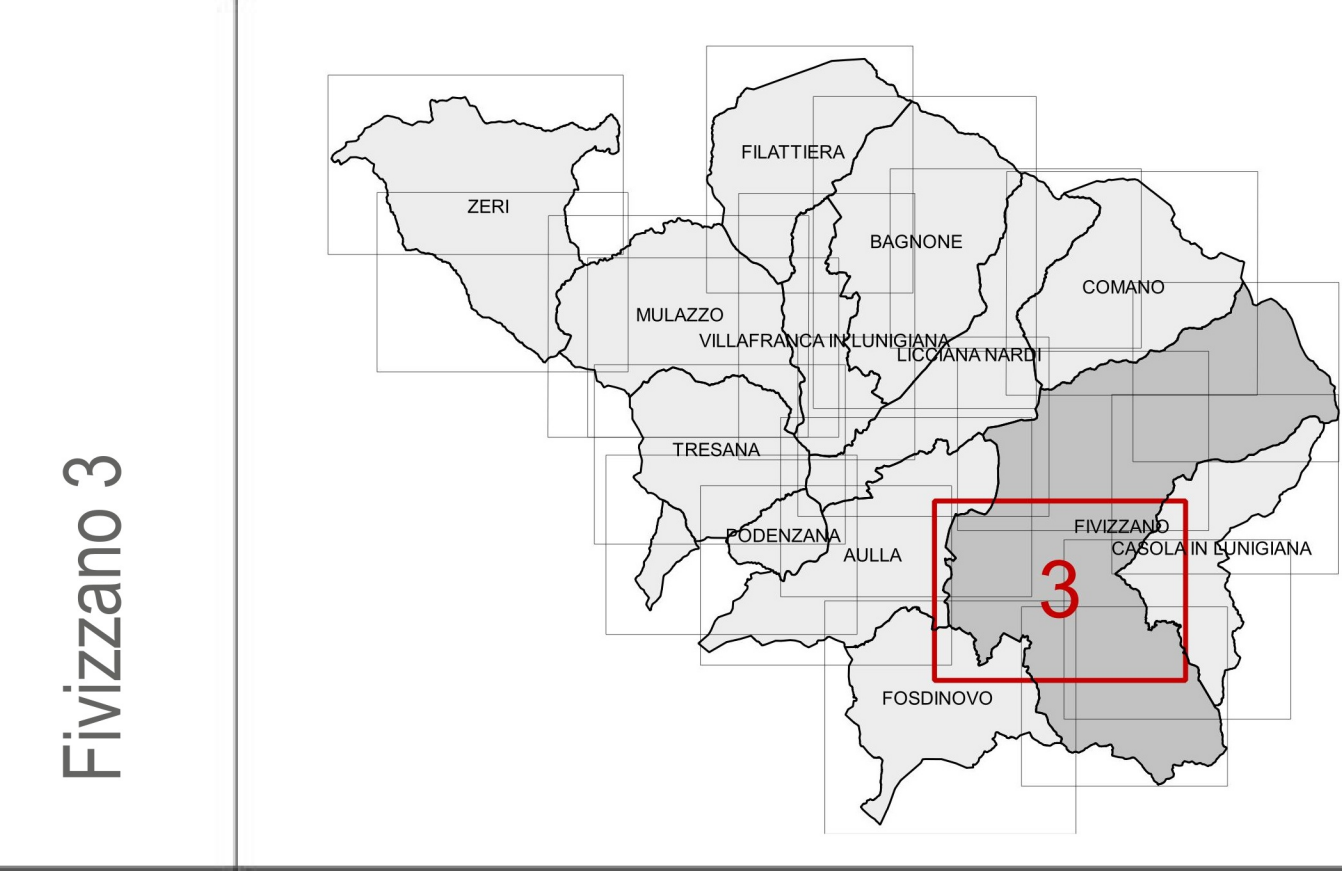 Fivizzano 3
FILATTIERA
ZERI
BAGNONE
COMANO
MULAZZO
VILLAFRANCA IN LUNIGIANA
LICCIANA NARDI
TRESANA
FIVIZZANO
PODENZANA
CASOLA IN LUNIGIANA
AULLA
3
FOSDINOVO